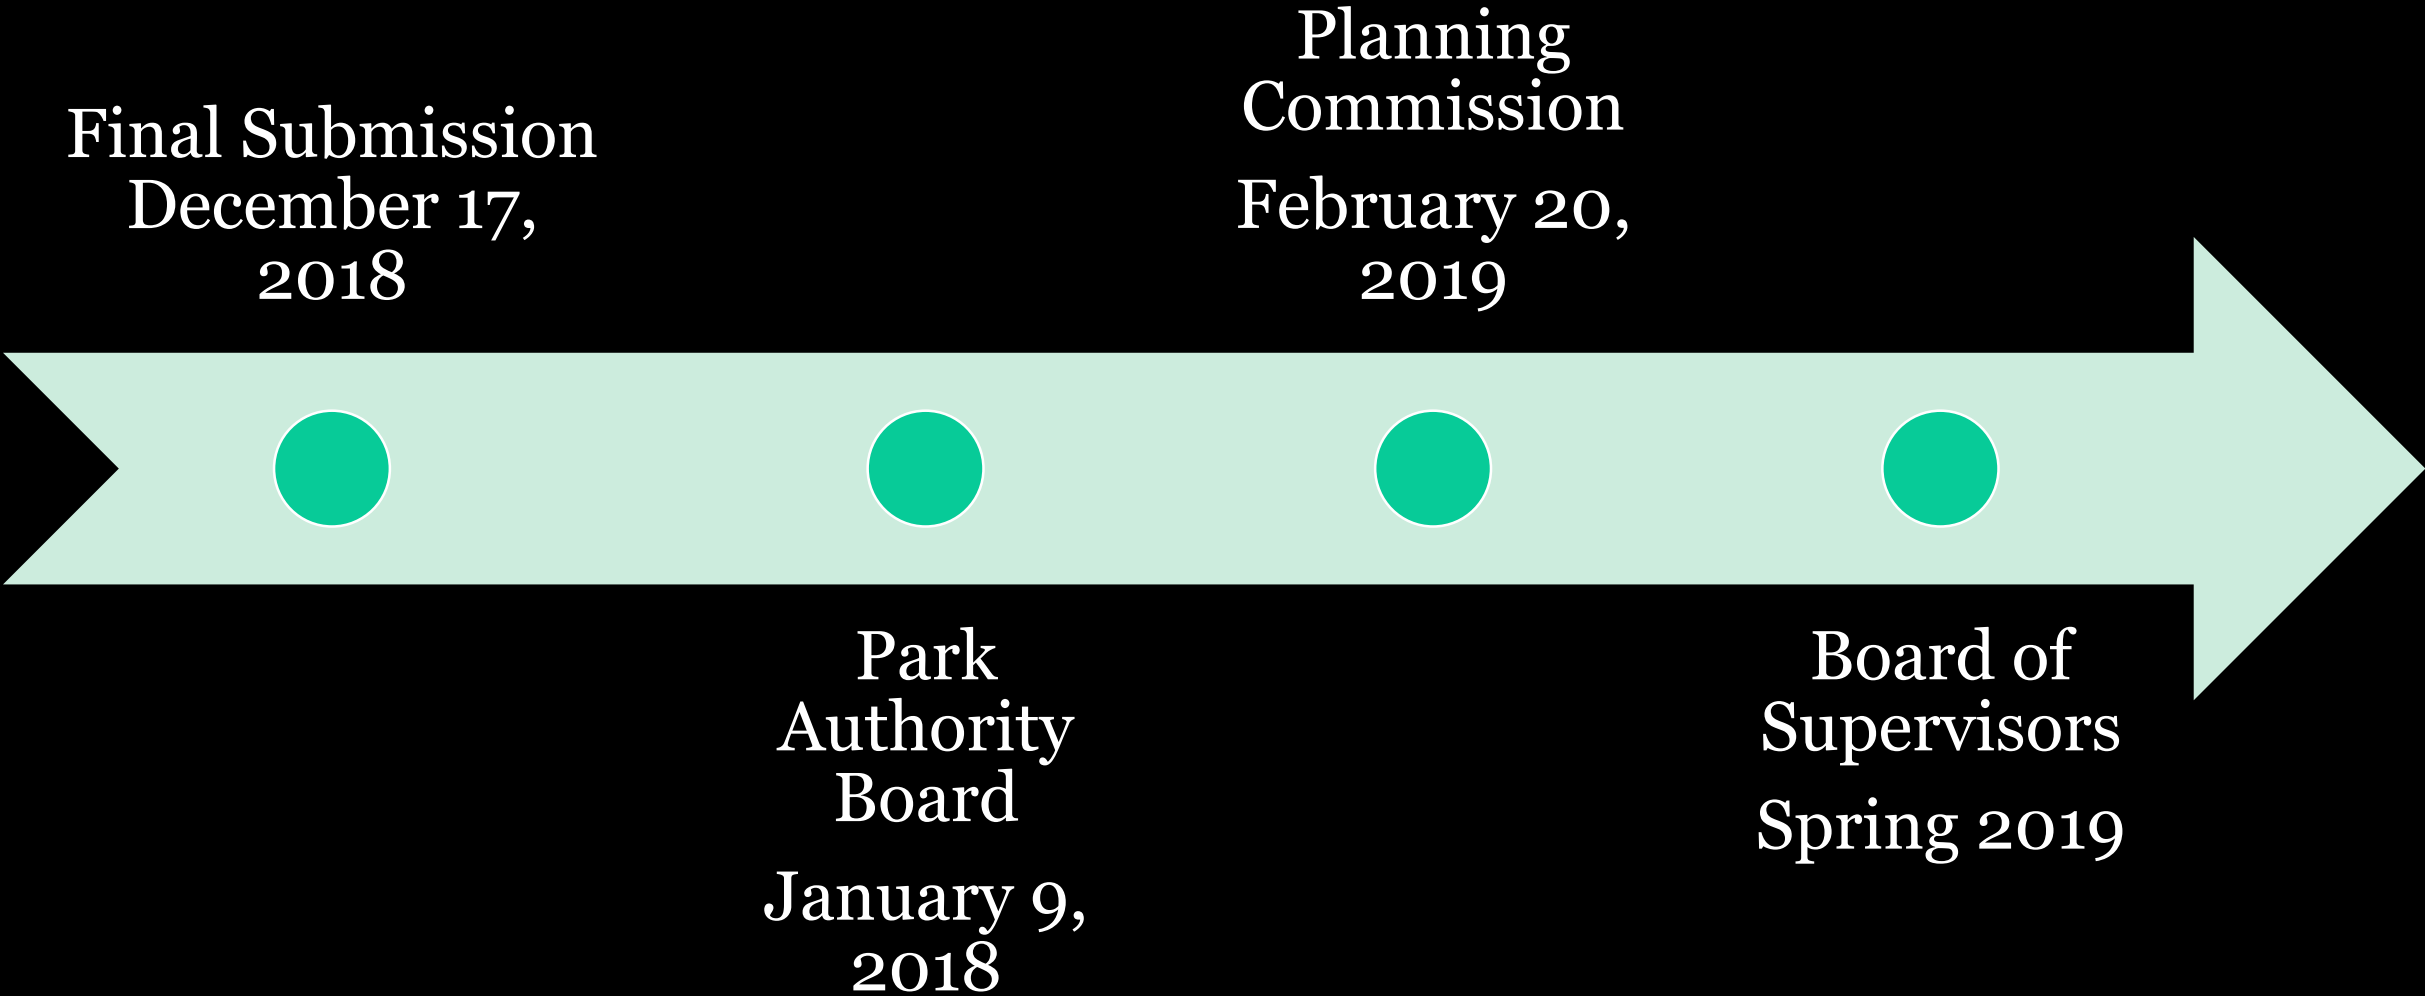 Final Submission
December 17,
2018
Park
Authority
Board
January 9,
2018
Planning
Commission
February 20,
2019
Board of
Supervisors
Spring 2019